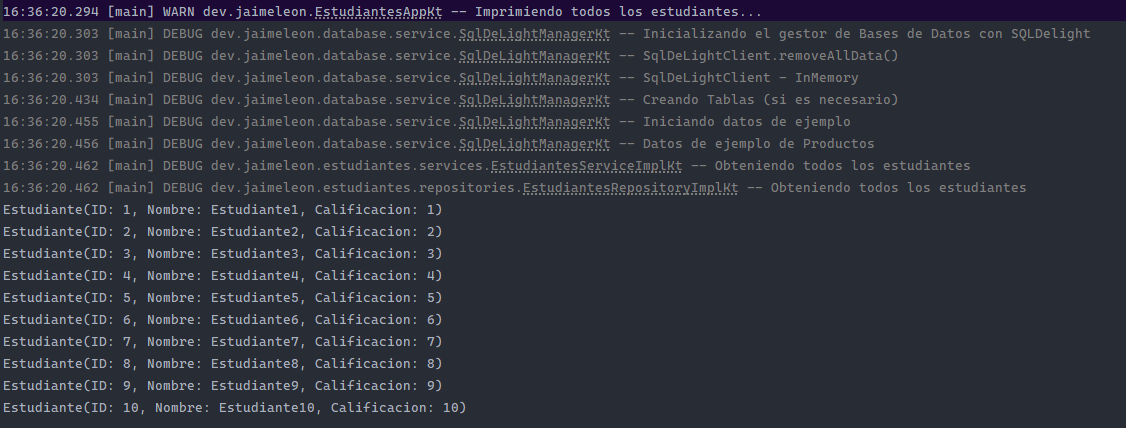 16:36:20.294 [main] WARN dev.jaimeleon.EstudiantesAppKt -- Imprimiendo todos los estudiantes...
16:36:20.303 [main] DEBUG dev.jaimeleon.database.service.SqlDeLightManagerKt -- Inicializando el gestor de Bases de Datos con SQLDelight
16:36:20.303 [main] DEBUG dev.jaimeleon.database.service.SqlDeLightManagerKt -- SqlDeLightClient.removeAllData()
16:36:20.303 [main] DEBUG dev.jaimeleon.database.service.SqlDeLightManagerKt -- SqlDeLightClient - InMemory
16:36:20.434 [main] DEBUG dev.jaimeleon.database.service.SqlDeLightManagerKt -- Creando Tablas (si es necesario)
16:36:20.455 [main] DEBUG dev.jaimeleon.database.service.SqlDeLightManagerKt -- Iniciando datos de ejemplo
16:36:20.456 [main] DEBUG dev.jaimeleon.database.service.SqlDeLightManagerKt -- Datos de ejemplo de Productos
16:36:20.462 [main] DEBUG dev.jaimeleon.estudiantes.services.EstudiantesServiceImplKt -- Obteniendo todos los estudiantes
16:36:20.462 [main] DEBUG dev.jaimeleon.estudiantes.repositories.EstudiantesRepositoryImplKt -- Obteniendo todos los estudiantes
Estudiante(ID: 1, Nombre: Estudiante1, Calificacion: 1)
Estudiante(ID: 2, Nombre: Estudiante2, Calificacion: 2)
Estudiante(ID: 3, Nombre: Estudiante3, Calificacion: 3)
Estudiante(ID: 4, Nombre: Estudiante4, Calificacion: 4)
Estudiante(ID: 5, Nombre: Estudiante5, Calificacion: 5)
Estudiante(ID: 6, Nombre: Estudiante6, Calificacion: 6)
Estudiante(ID: 7, Nombre: Estudiante7, Calificacion: 7)
Estudiante(ID: 8, Nombre: Estudiante8, Calificacion: 8)
Estudiante(ID: 9, Nombre: Estudiante9, Calificacion: 9)
Estudiante(ID: 10, Nombre: Estudiante10, Calificacion: 10)